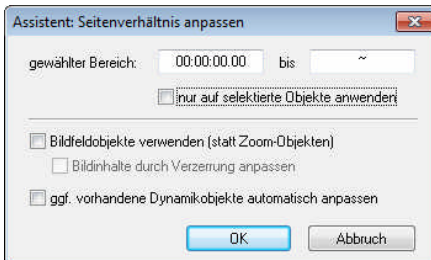 Assistent: Seitenverhältnis anpassen
gewählter Bereich: 00:00:00.00 bis ~
nur auf selektierte Objekte anwenden
Bildfeldobjekte verwenden (statt Zoom-Objekten)
Bildinhalte durch Verzerrung anpassen
ggf. vorhandene Dynamikobjekte automatisch anpassen
OK Abbruch